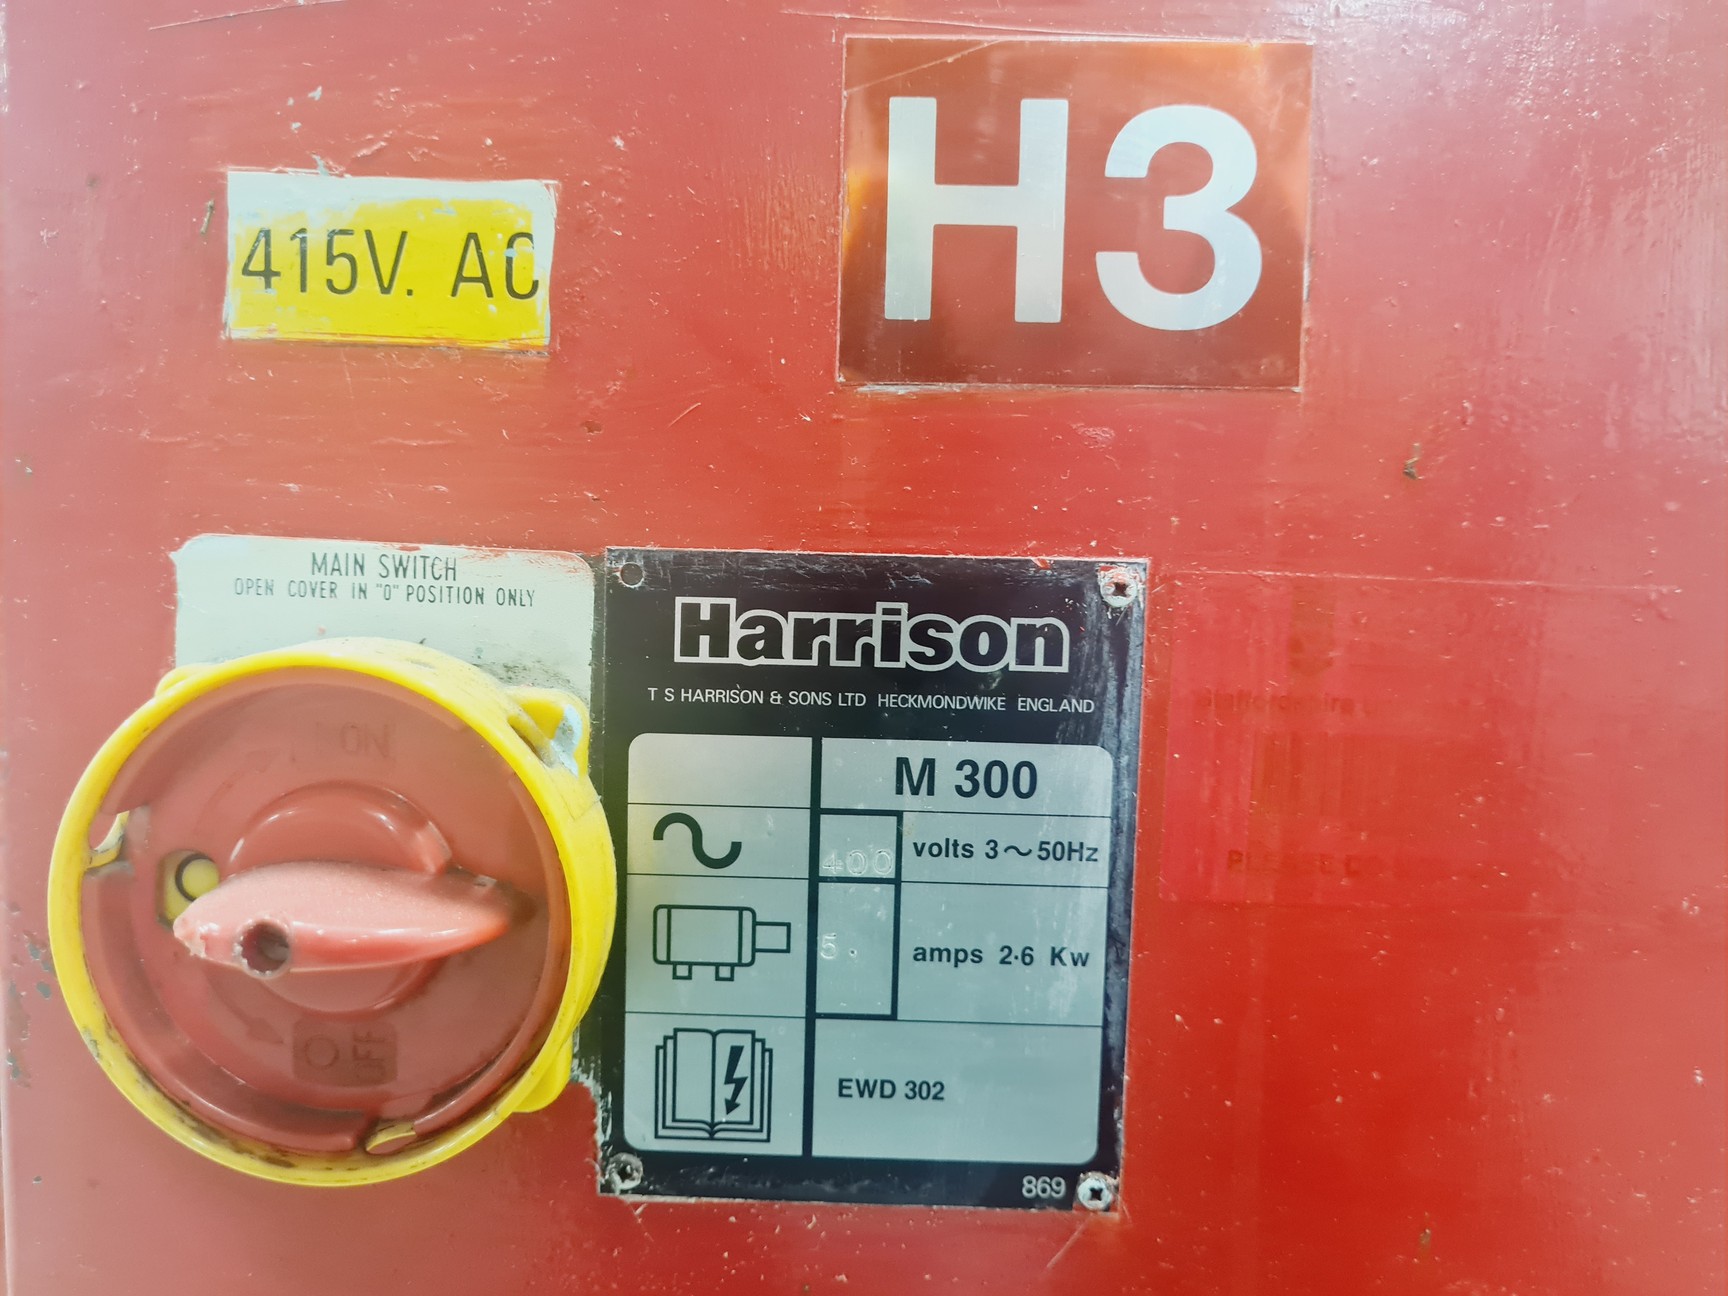 H3
415V. AC
MAIN SWITCH
OPEN COVER IN "O" POSITION ONLY
ON
OFF
Harrison
T S HARRISON & SONS LTD HECKMONDWIKE ENGLAND
M 300
400 volts 3~50Hz
5. amps 2·6 Kw
EWD 302
869